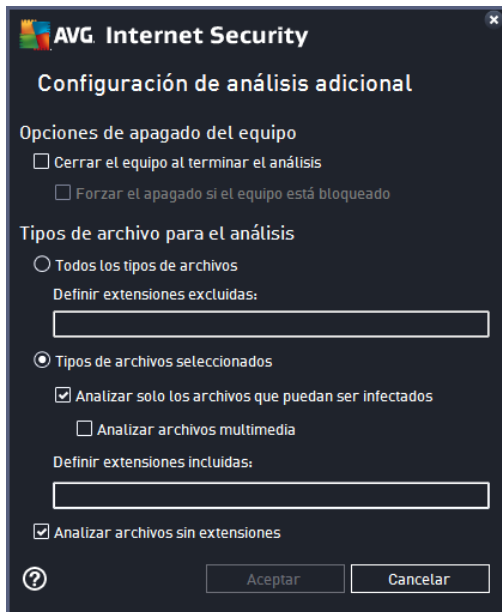 AVG Internet Security
Configuración de análisis adicional
Opciones de apagado del equipo
Cerrar el equipo al terminar el análisis
Forzar el apagado si el equipo está bloqueado
Tipos de archivo para el análisis
Todos los tipos de archivos
Definir extensiones excluidas:
Tipos de archivos seleccionados
Analizar solo los archivos que puedan ser infectados
Analizar archivos multimedia
Definir extensiones incluidas:
Analizar archivos sin extensiones
? Aceptar Cancelar